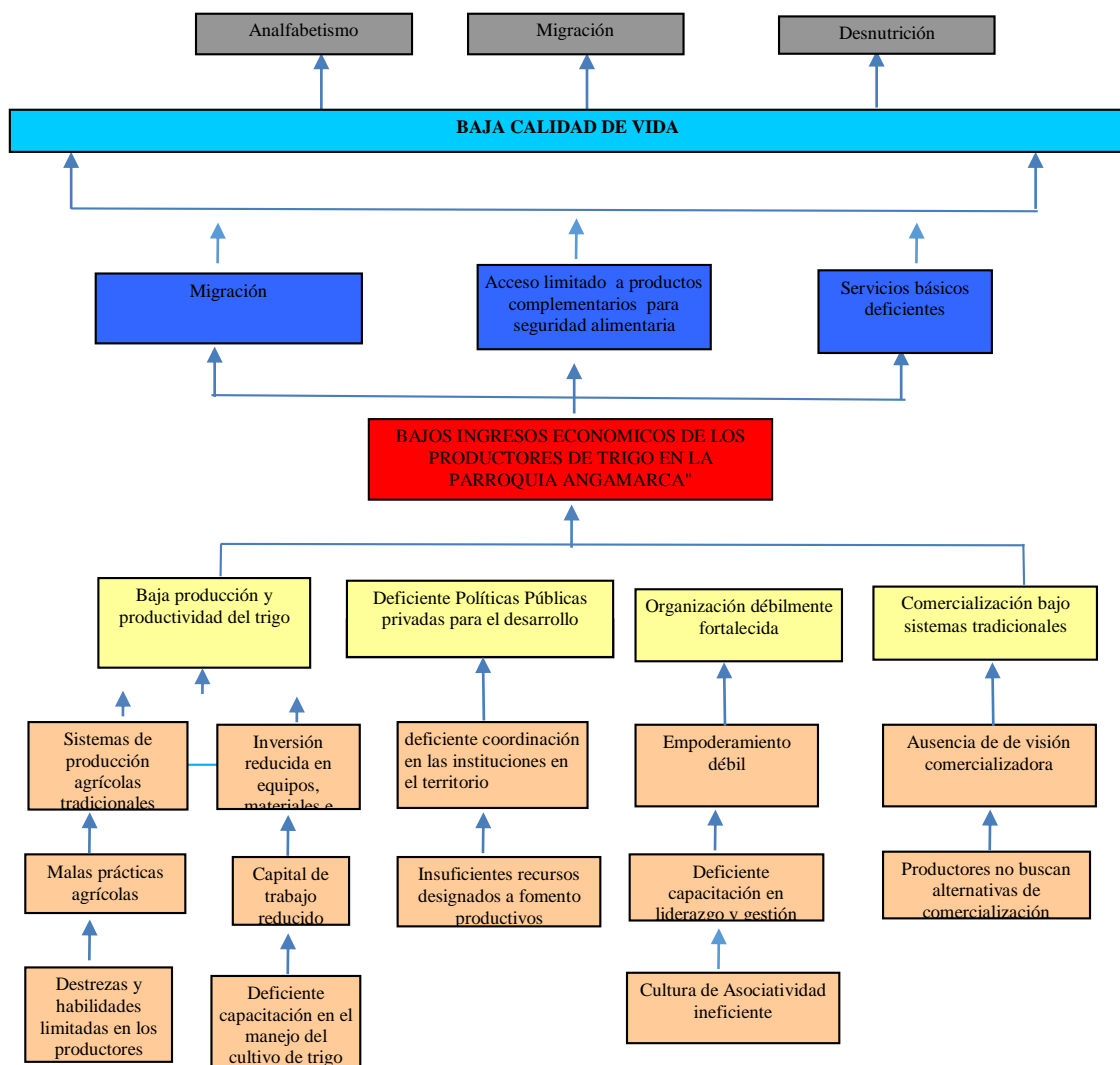 Analfabetismo
Migración
Desnutrición
BAJA CALIDAD DE VIDA
Migración
Acceso limitado a productos
complementarios para
seguridad alimentaria
Servicios básicos
deficientes
BAJOS INGRESOS ECONOMICOS DE LOS
PRODUCTORES DE TRIGO EN LA
PARROQUIA ANGAMARCA"
Baja producción y
productividad del trigo
Deficiente Políticas Públicas
privadas para el desarrollo
Organización débilmente
fortalecida
Comercialización bajo
sistemas tradicionales
Sistemas de
producción
agrícolas
tradicionales
Inversión
reducida en
equipos,
materiales e
deficiente coordinación
en las instituciones en
el territorio
Empoderamiento
débil
Ausencia de de visión
comercializadora
Malas prácticas
agrícolas
Capital de
trabajo
reducido
Insuficientes recursos
designados a fomento
productivos
Deficiente
capacitación en
liderazgo y gestión
Productores no buscan
alternativas de
comercialización
Destrezas y
habilidades
limitadas en los
productores
Deficiente
capacitación en el
manejo del
cultivo de trigo
Cultura de Asociatividad
ineficiente